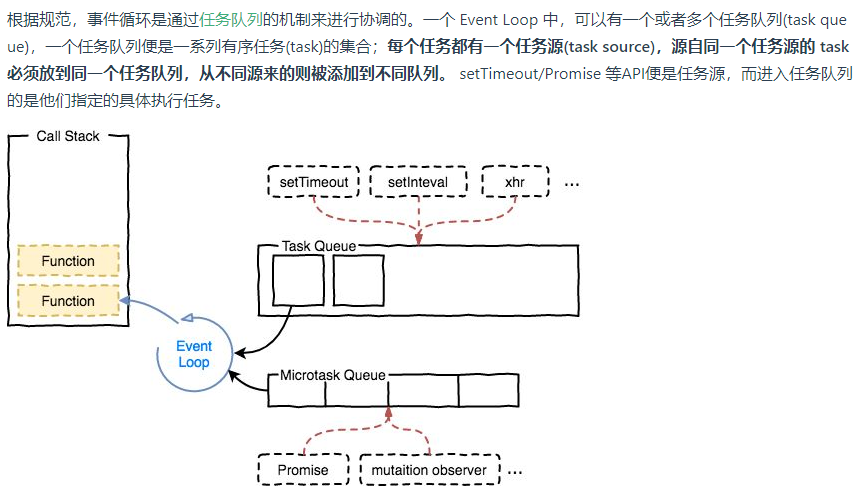 根据规范，事件循环是通过任务队列的机制来进行协调的。一个 Event Loop 中，可以有一个或者多个任务队列(task que
ue)，一个任务队列便是一系列有序任务(task)的集合；每个任务都有一个任务源(task source)，源自同一个任务源的 task
必须放到同一个任务队列，从不同源来的则被添加到不同队列。 setTimeout/Promise 等API便是任务源，而进入任务队列
的是他们指定的具体执行任务。
Call Stack
setTimeout
setInteval
xhr
...
Task Queue
Function
Function
Event
Loop
Microtask Queue
Promise
mutaition observer
...